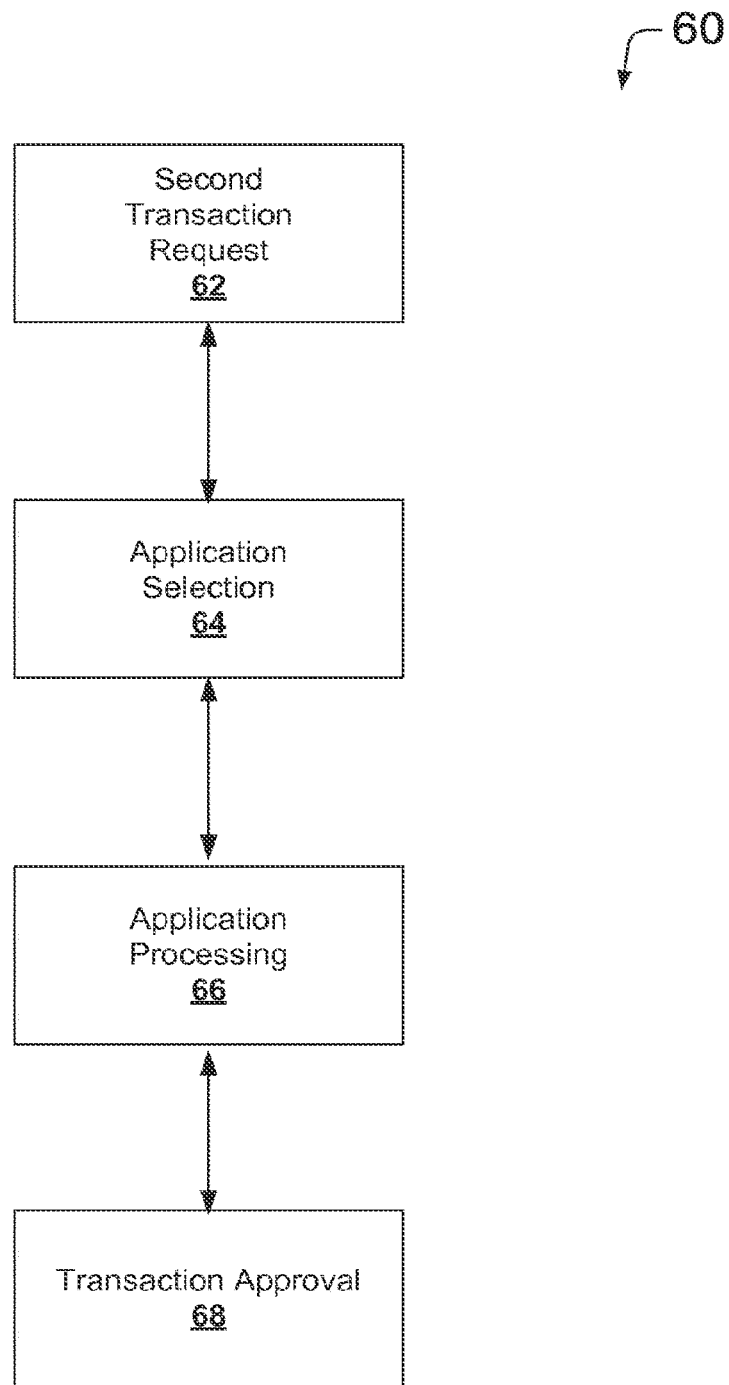 60
Second
Transaction
Request
62
Application
Selection
64
Application
Processing
66
Transaction Approval
68